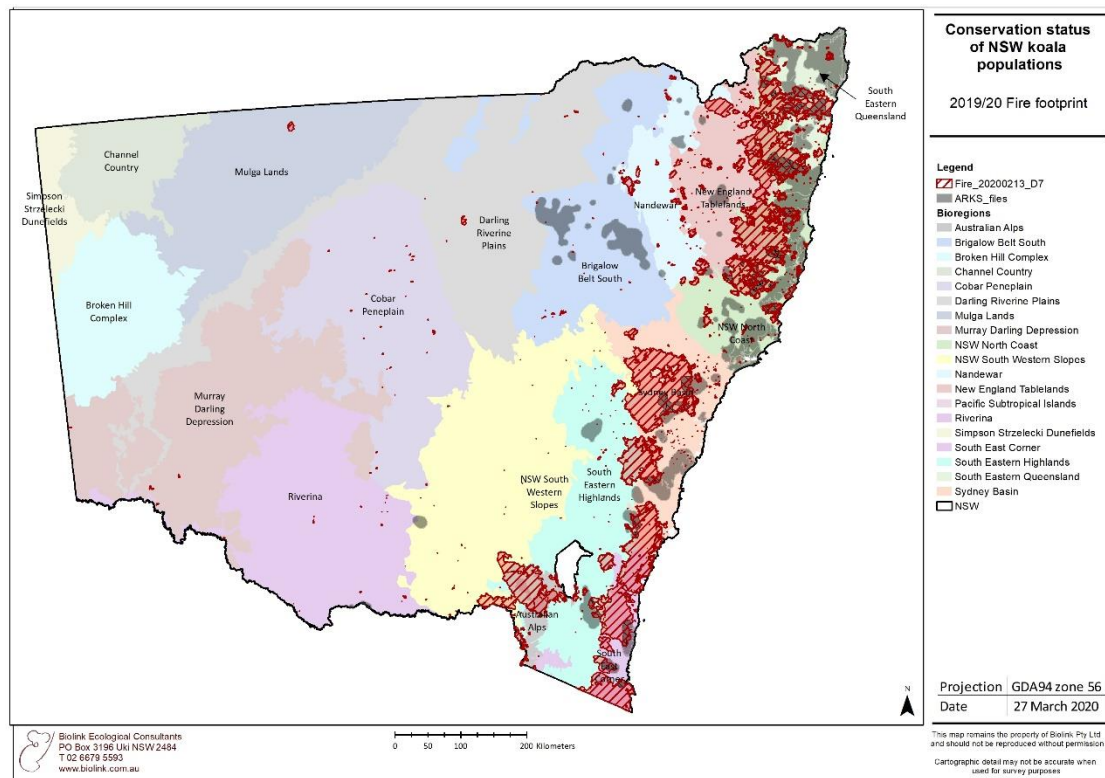 Conservation status
of NSW koala
populations
2019/20 Fire footprint
Legend
Fire_20200213_D7
ARKS_files
Bioregions
Australian Alps
Brigalow Belt South
Broken Hill Complex
Channel Country
Cobar Peneplain
Darling Riverine Plains
Mulga Lands
Murray Darling Depression
NSW North Coast
NSW South Western Slopes
Nandewar
New England Tablelands
Pacific Subtropical Islands
Riverina
Simpson Strzelecki Dunefields
South East Corner
South Eastern Highlands
South Eastern Queensland
Sydney Basin
NSW
South
Eastern
Queensland
Channel
Country
Mulga Lands
Simpson
Strzelecki
Dunefields
Broken Hill
Complex
Darling
Riverine
Plains
Nandewar
New England
Tablelands
Brigalow
Belt South
Cobar
Peneplain
NSW North
Coast
Murray
Darling
Depression
Sydney Basin
Riverina
NSW South
Western
Slopes
South
Eastern
Highlands
Australian
Alps
South
East
Corner
N
0 50 100 200 Kilometers
Biolink Ecological Consultants
PO Box 3196 Uki NSW 2484
T 02 6679 5593
www.biolink.com.au
Projection GDA94 zone 56
Date 27 March 2020
This map remains the property of Biolink Pty Ltd
and should not be reproduced without permission
Cartographic detail may not be accurate when
used for survey purposes